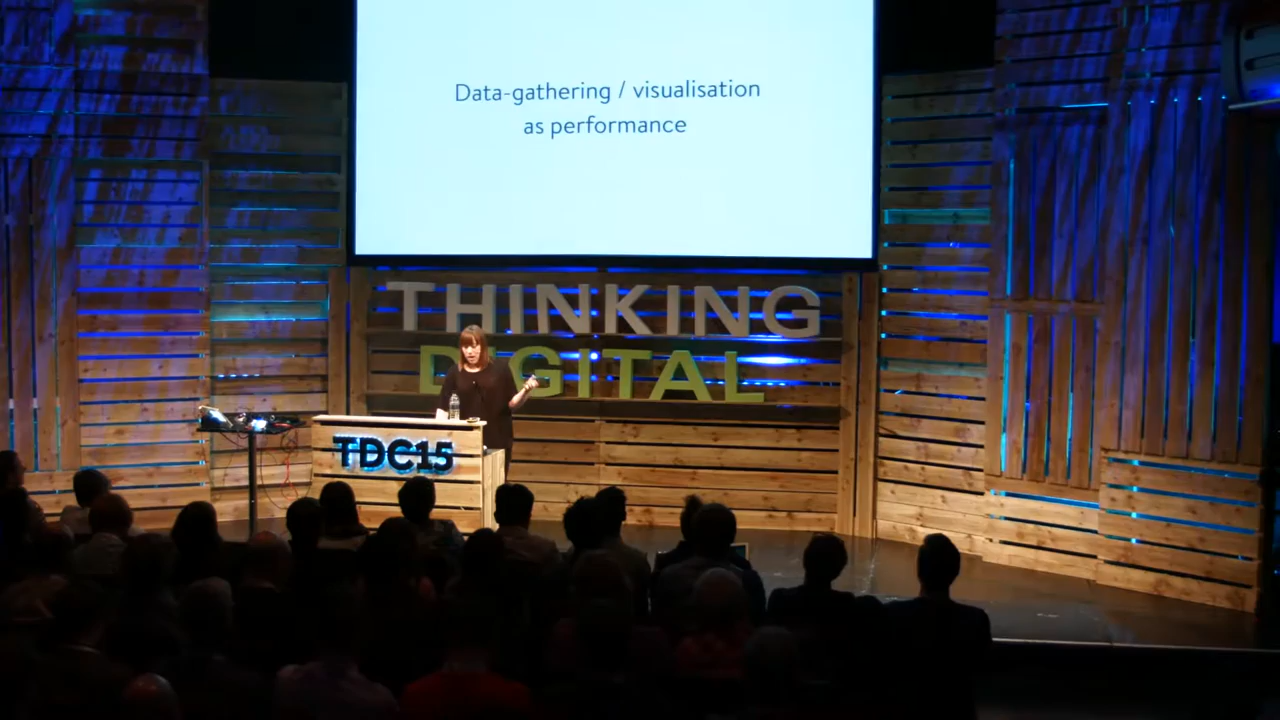 Data-gathering / visualisation
as performance
THINKING
DIGITAL
TDC15